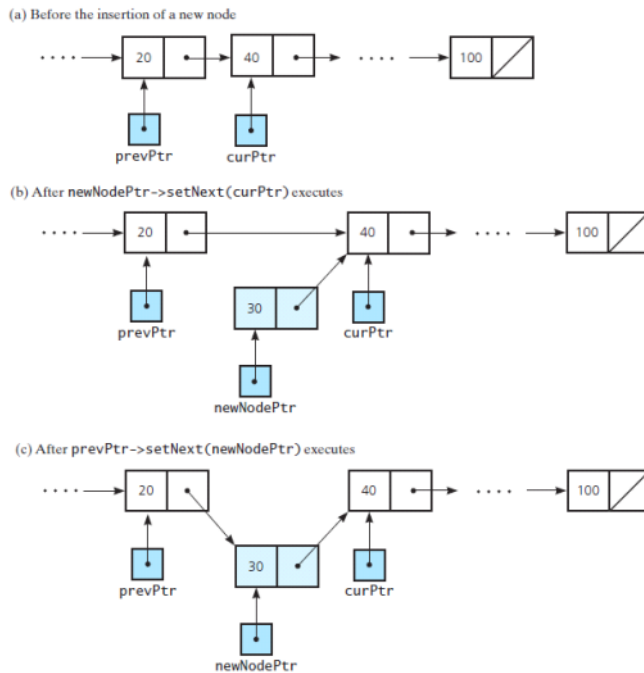 (a) Before the insertion of a new node
.... 20 40 .... 100
prevPtr curPtr
(b) After newNodePtr->setNext(curPtr) executes
.... 20 40 .... 100
30
prevPtr curPtr
newNodePtr
(c) After prevPtr->setNext(newNodePtr) executes
.... 20 40 .... 100
30
prevPtr curPtr
newNodePtr